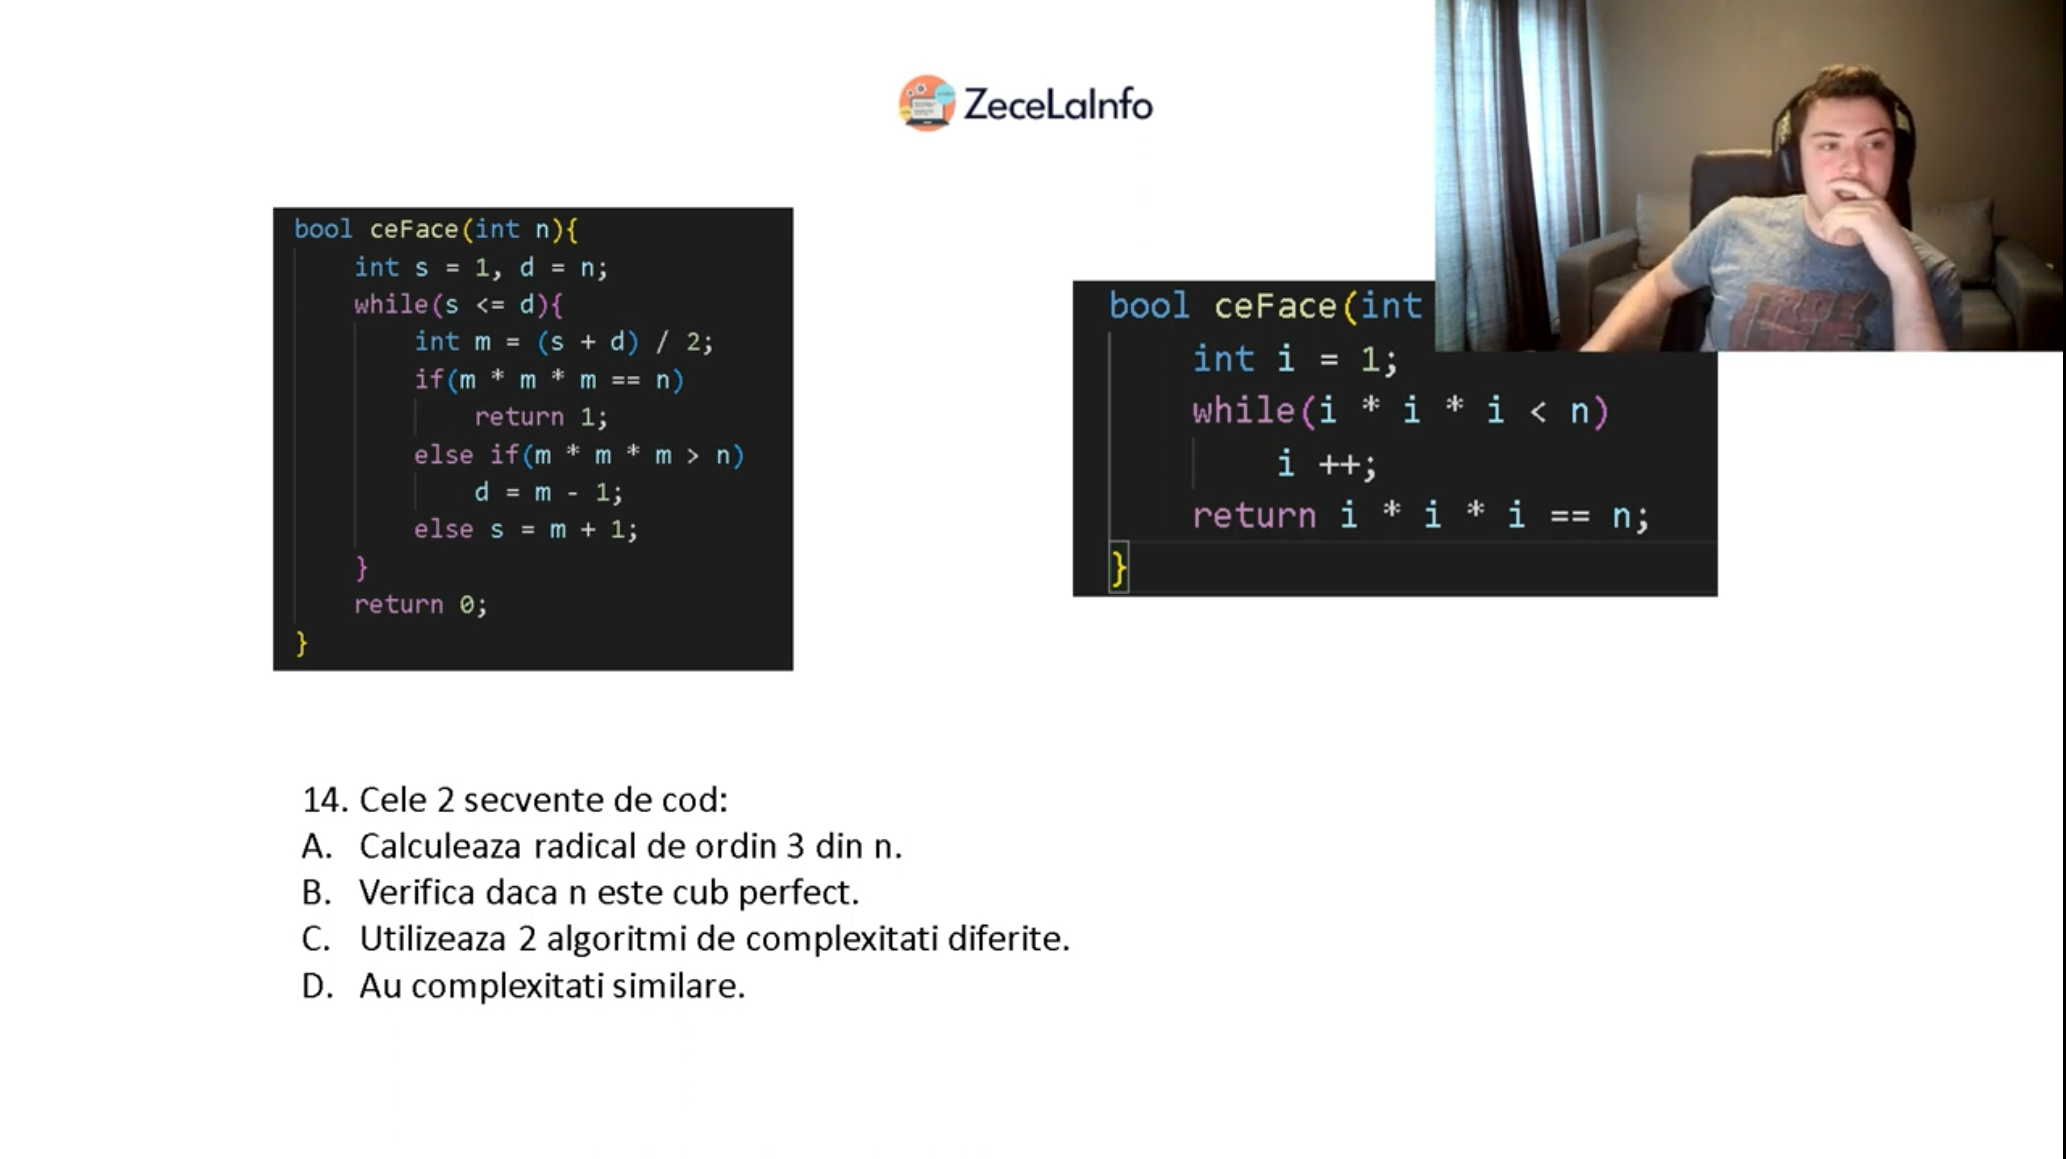 ZeceLaInfo
bool ceFace(int n){
int s = 1, d = n;
while(s <= d){
int m = (s + d) / 2;
if(m * m * m == n)
return 1;
else if(m * m * m > n)
d = m - 1;
else s = m + 1;
}
return 0;
}
bool ceFace(int
int i = 1;
while(i * i * i < n)
i ++;
return i * i * i == n;
}
14. Cele 2 secvente de cod:
A. Calculeaza radical de ordin 3 din n.
B. Verifica daca n este cub perfect.
C. Utilizeaza 2 algoritmi de complexitati diferite.
D. Au complexitati similare.